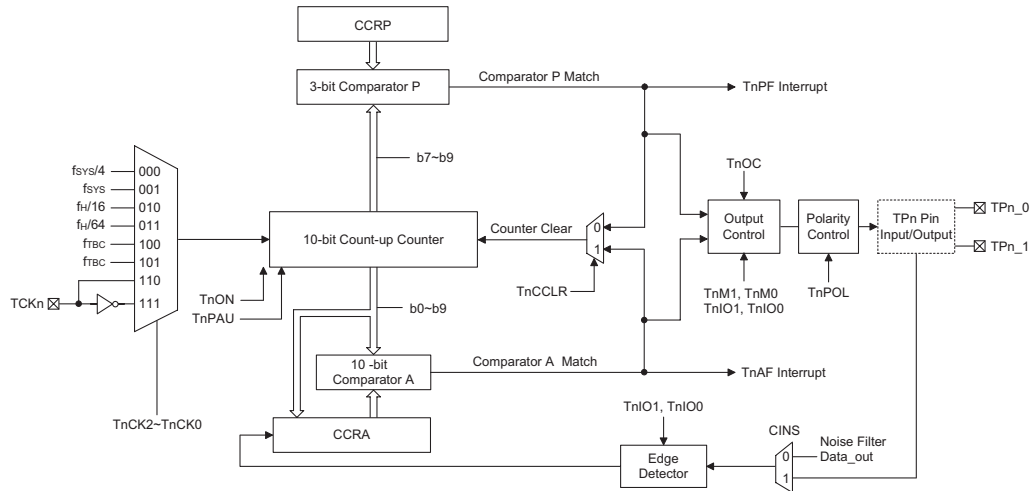 CCRP
3-bit Comparator P
Comparator P Match
TnPF Interrupt
b7~b9
fSYS/4
000
fSYS
001
fH/16
010
fH/64
011
fTBC
100
fTBC
101
110
TCKn
111
TnCK2~TnCK0
10-bit Count-up Counter
TnON
TnPAU
Counter Clear
0
1
TnCCLR
TnOC
Output
Control
TnM1, TnM0
TnIO1, TnIO0
Polarity
Control
TnPOL
TPn Pin
Input/Output
TPn_0
TPn_1
b0~b9
10 -bit
Comparator A
Comparator A Match
TnAF Interrupt
CCRA
TnIO1, TnIO0
Edge
Detector
CINS
0
1
Noise Filter
Data_out